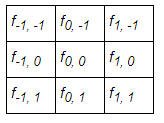 f-1, -1 f0, -1 f1, -1
f-1, 0 f0, 0 f1, 0
f-1, 1 f0, 1 f1, 1